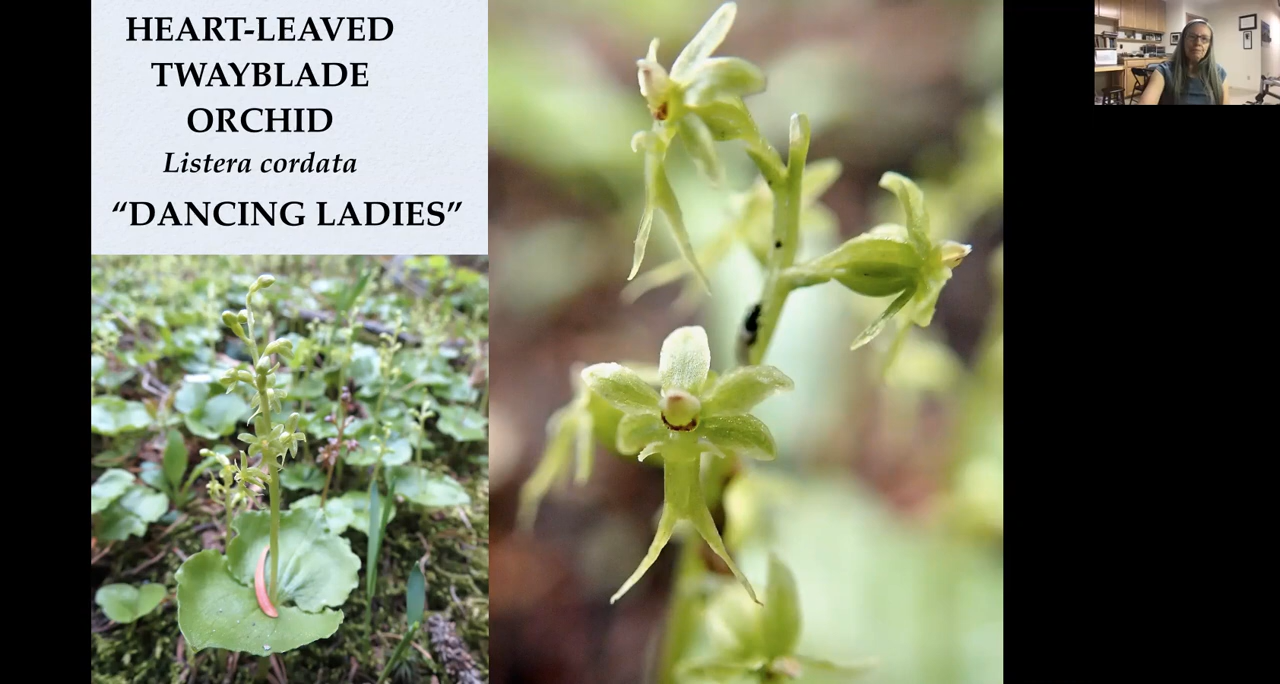 HEART-LEAVED
TWAYBLADE
ORCHID
Listera cordata
“DANCING LADIES”